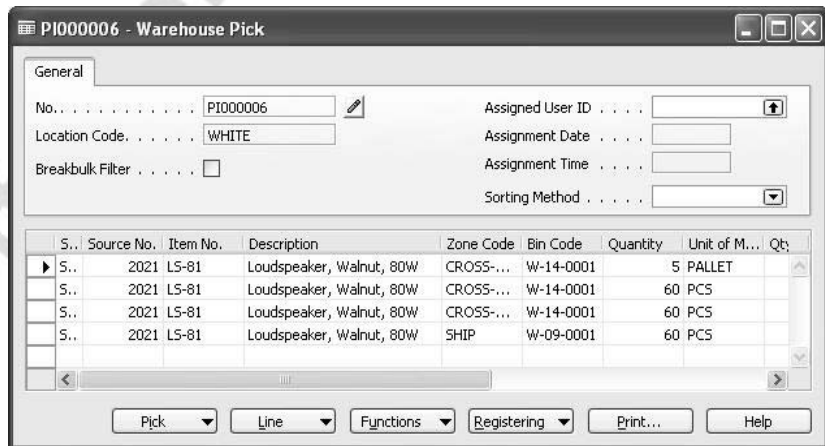 PI000006 - Warehouse Pick
General
No. . . . . . . . . . . . . PI000006
Assigned User ID . . . .
Location Code. . . . . . WHITE
Assignment Date . . . .
Breakbulk Filter . . . . .
Assignment Time . . . .
Sorting Method . . . . .
S.. Source No. Item No. Description Zone Code Bin Code Quantity Unit of M... Qty
S.. 2021 LS-81 Loudspeaker, Walnut, 80W CROSS-... W-14-0001 5 PALLET
S.. 2021 LS-81 Loudspeaker, Walnut, 80W CROSS-... W-14-0001 60 PCS
S.. 2021 LS-81 Loudspeaker, Walnut, 80W CROSS-... W-14-0001 60 PCS
S.. 2021 LS-81 Loudspeaker, Walnut, 80W SHIP W-09-0001 60 PCS
Pick Line Functions Registering Print... Help